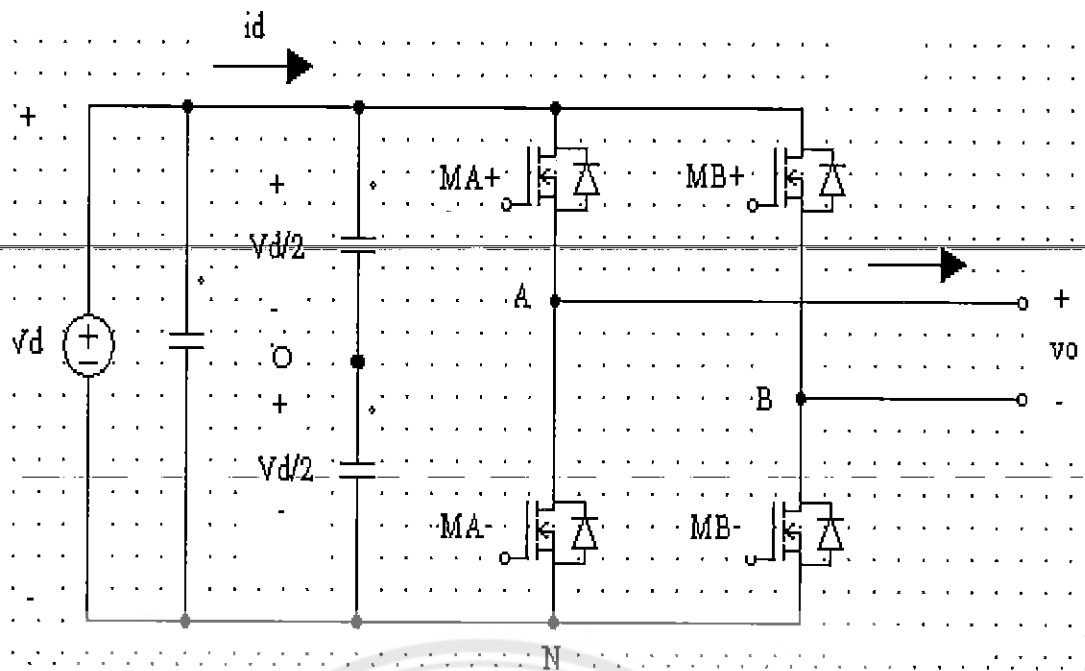 id
+
MA+
MB+
+
Vd/2
-
A
+
Vd
+
-
O
vo
+
B
-
Vd/2
-
MA-
MB-
-
N